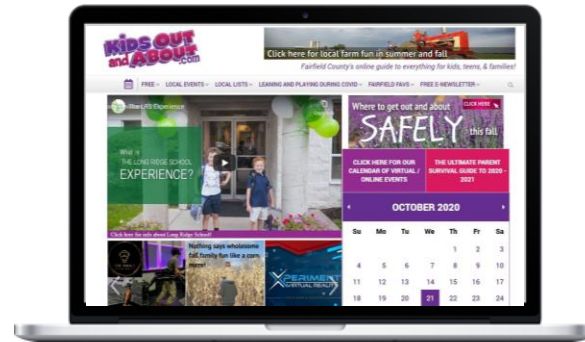 KiDS OUT
and ABOUT.com
Click here for local farm fun in summer and fall
Fairfield County's online guide to everything for kids, teens, & families!
FREE LOCAL EVENTS LOCAL LISTS LEARNING AND PLAYING DURING COVID FAIRFIELD FAVS FREE E-NEWSLETTER
What is
THE LONG RIDGE SCHOOL
EXPERIENCE?
Click here for info about Long Ridge School!
Where to get out and about
CLICK HERE
SAFELY this fall
CLICK HERE FOR OUR
CALENDAR OF VIRTUAL /
ONLINE EVENTS
THE ULTIMATE PARENT
SURVIVAL GUIDE TO 2020 -
2021
OCTOBER 2020
Su Mo Tu We Th Fr Sa
1 2 3
4 5 6 7 8 9 10
11 12 13 14 15 16 17
18 19 20 21 22 23 24
Nothing says wholesome
fall family fun like a corn
maze!
XPERIMENT
VIRTUAL REALITY